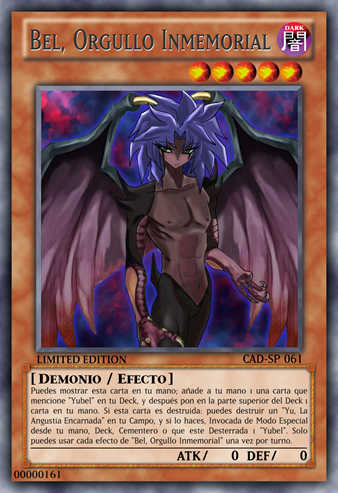 BEL, ORGULLO INMEMORIAL
DARK
闇
LIMITED EDITION
CAD-SP 061
[ DEMONIO / EFECTO ]
Puedes mostrar esta carta en tu mano; añade a tu mano 1 una carta que
mencione "Yubel" en tu Deck, y después pon en la parte superior del Deck 1
carta en tu mano. Si esta carta es destruida: puedes destruir un "Yu, La
Angustia Encarnada" en tu Campo, y si lo haces, Invocada de Modo Especial
desde tu mano, Deck, Cementero o que este Desterrada 1 "Yubel". Solo
puedes usar cada efecto de "Bel, Orgullo Inmemorial" una vez por turno.
ATK/ 0 DEF/ 0
00000161